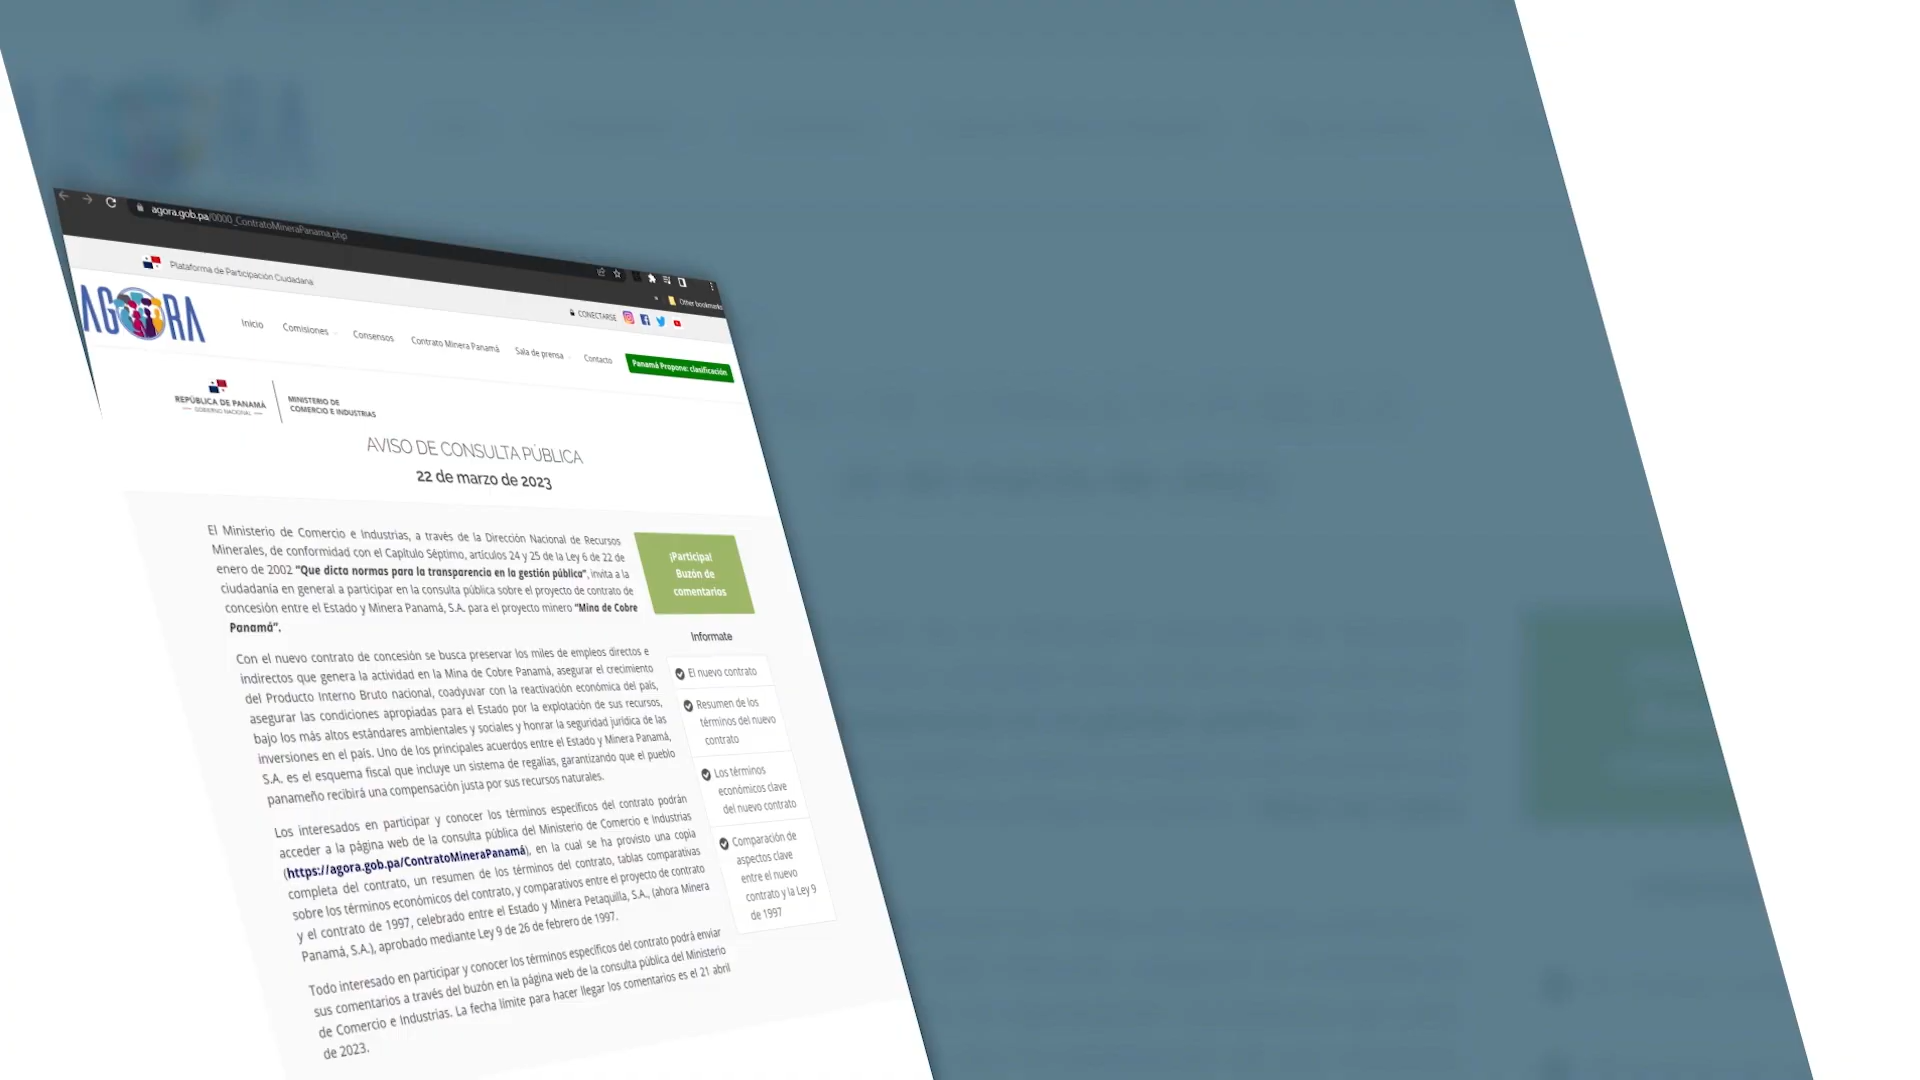 agora.gob.pa/0000_ContratoMineraPanama.php
Other bookmarks
Plataforma de Participación Ciudadana
CONECTARSE
AGORA
Inicio
Comisiones
Consensos
Contrato Minera Panamá
Sala de prensa
Contacto
Panamá Propone: clasificación
REPÚBLICA DE PANAMÁ
— GOBIERNO NACIONAL —
MINISTERIO DE
COMERCIO E INDUSTRIAS
AVISO DE CONSULTA PÚBLICA
22 de marzo de 2023
El Ministerio de Comercio e Industrias, a través de la Dirección Nacional de Recursos
Minerales, de conformidad con el Capítulo Séptimo, artículos 24 y 25 de la Ley 6 de 22 de
enero de 2002 "Que dicta normas para la transparencia en la gestión pública", invita a la
ciudadanía en general a participar en la consulta pública sobre el proyecto de contrato de
concesión entre el Estado y Minera Panamá, S.A. para el proyecto minero "Mina de Cobre
Panamá".
Con el nuevo contrato de concesión se busca preservar los miles de empleos directos e
indirectos que genera la actividad en la Mina de Cobre Panamá, asegurar el crecimiento
del Producto Interno Bruto nacional, coadyuvar con la reactivación económica del país,
asegurar las condiciones apropiadas para el Estado por la explotación de sus recursos,
bajo los más altos estándares ambientales y sociales y honrar la seguridad jurídica de las
inversiones en el país. Uno de los principales acuerdos entre el Estado y Minera Panamá,
S.A. es el esquema fiscal que incluye un sistema de regalías, garantizando que el pueblo
panameño recibirá una compensación justa por sus recursos naturales.
Los interesados en participar y conocer los términos específicos del contrato podrán
acceder a la página web de la consulta pública del Ministerio de Comercio e Industrias
(https://agora.gob.pa/ContratoMineraPanamá), en la cual se ha provisto una copia
completa del contrato, un resumen de los términos del contrato, tablas comparativas
sobre los términos económicos del contrato, y comparativos entre el proyecto de contrato
y el contrato de 1997, celebrado entre el Estado y Minera Petaquilla, S.A., (ahora Minera
Panamá, S.A.), aprobado mediante Ley 9 de 26 de febrero de 1997.
Todo interesado en participar y conocer los términos específicos del contrato podrá enviar
sus comentarios a través del buzón en la página web de la consulta pública del Ministerio
de Comercio e Industrias. La fecha límite para hacer llegar los comentarios es el 21 abril
de 2023.
¡Participa!
Buzón de
comentarios
Informate
El nuevo contrato
Resumen de los
términos del nuevo
contrato
Los términos
económicos clave
del nuevo contrato
Comparación de
aspectos clave
entre el nuevo
contrato y la Ley 9
de 1997